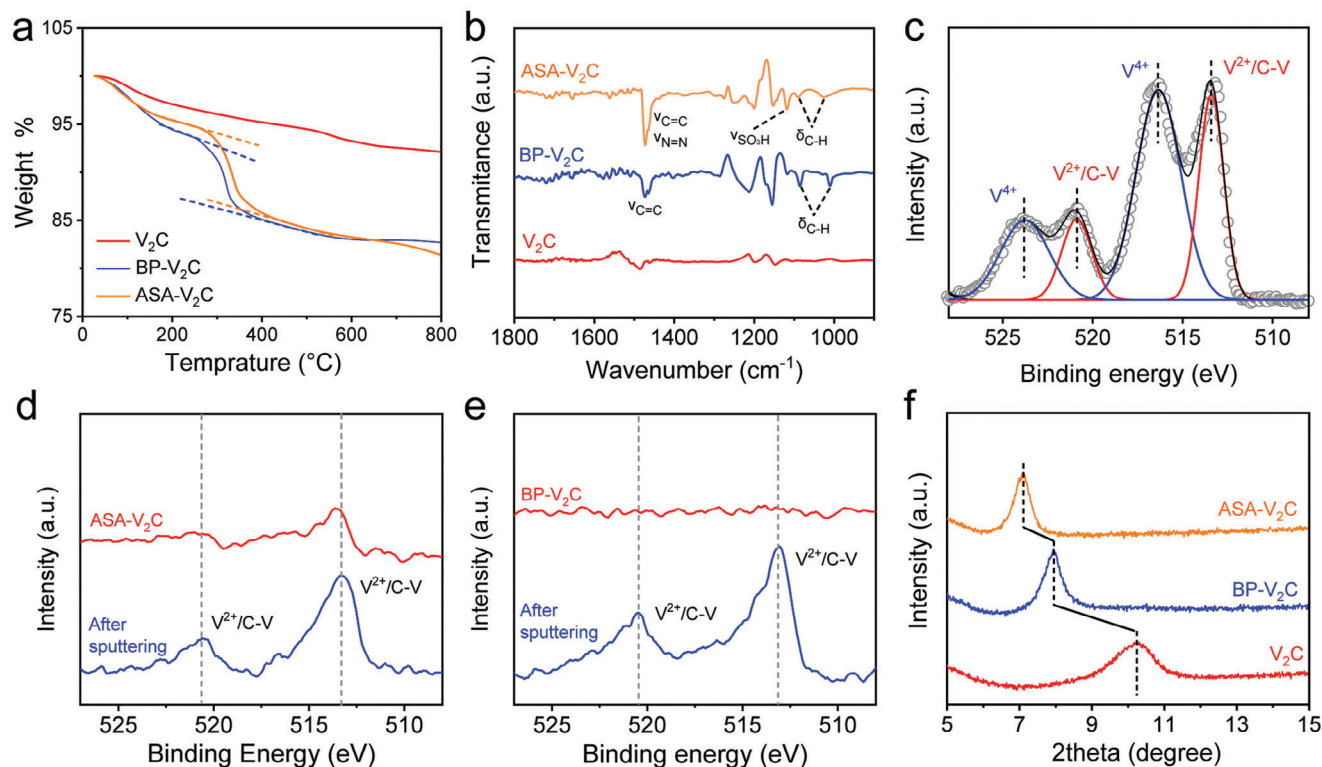 a
105
95
85
75
Weight %
V₂C
BP-V₂C
ASA-V₂C
0
200
400
600
800
Temprature (°C)
b
Transmitance (a.u.)
ASA-V₂C
νC=C
νN=N
νSO₃H
δC-H
BP-V₂C
νC=C
δC-H
V₂C
1800
1600
1400
1200
1000
Wavenumber (cm⁻¹)
c
Intensity (a.u.)
V⁴⁺
V²⁺/C-V
V⁴⁺
V²⁺/C-V
525
520
515
510
Binding energy (eV)
d
Intensity (a.u.)
ASA-V₂C
V²⁺/C-V
V²⁺/C-V
After
sputtering
525
520
515
510
Binding Energy (eV)
e
Intensity (a.u.)
BP-V₂C
V²⁺/C-V
V²⁺/C-V
After
sputtering
525
520
515
510
Binding energy (eV)
f
Intensity (a.u.)
ASA-V₂C
BP-V₂C
V₂C
5
7
9
11
13
15
2theta (degree)